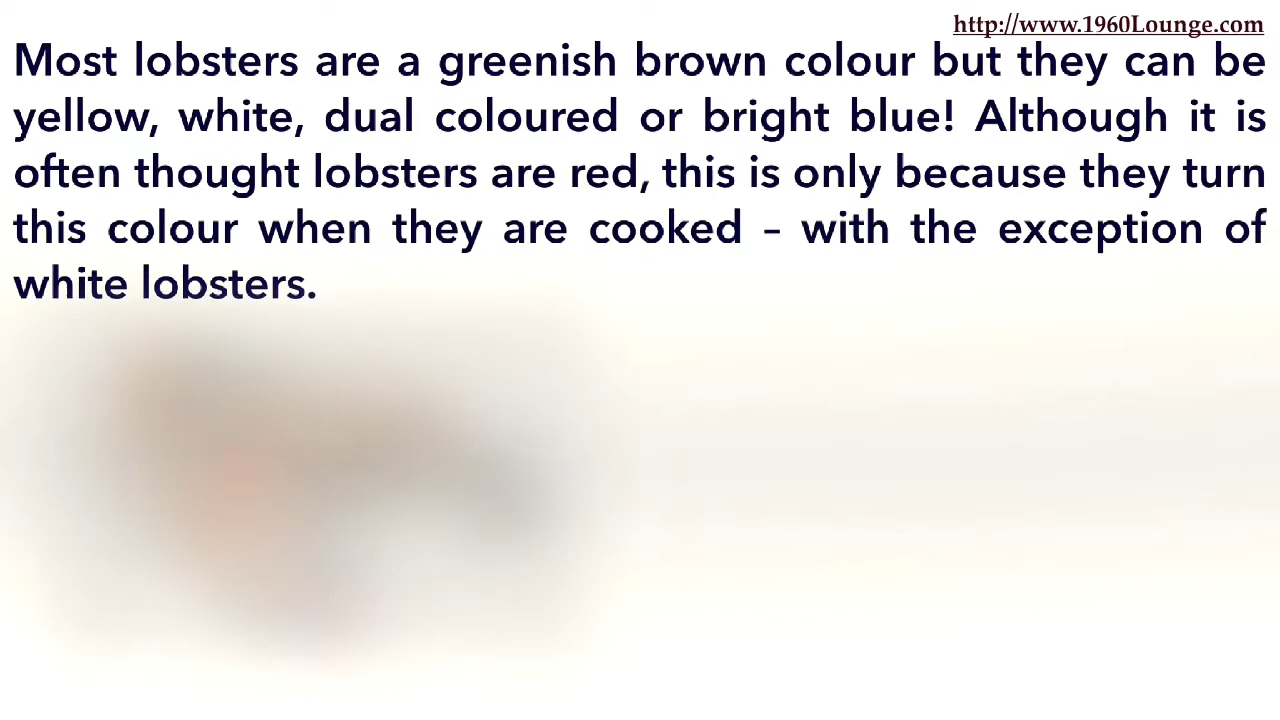 http://www.1960Lounge.com
Most lobsters are a greenish brown colour but they can be
yellow, white, dual coloured or bright blue! Although it is
often thought lobsters are red, this is only because they turn
this colour when they are cooked – with the exception of
white lobsters.